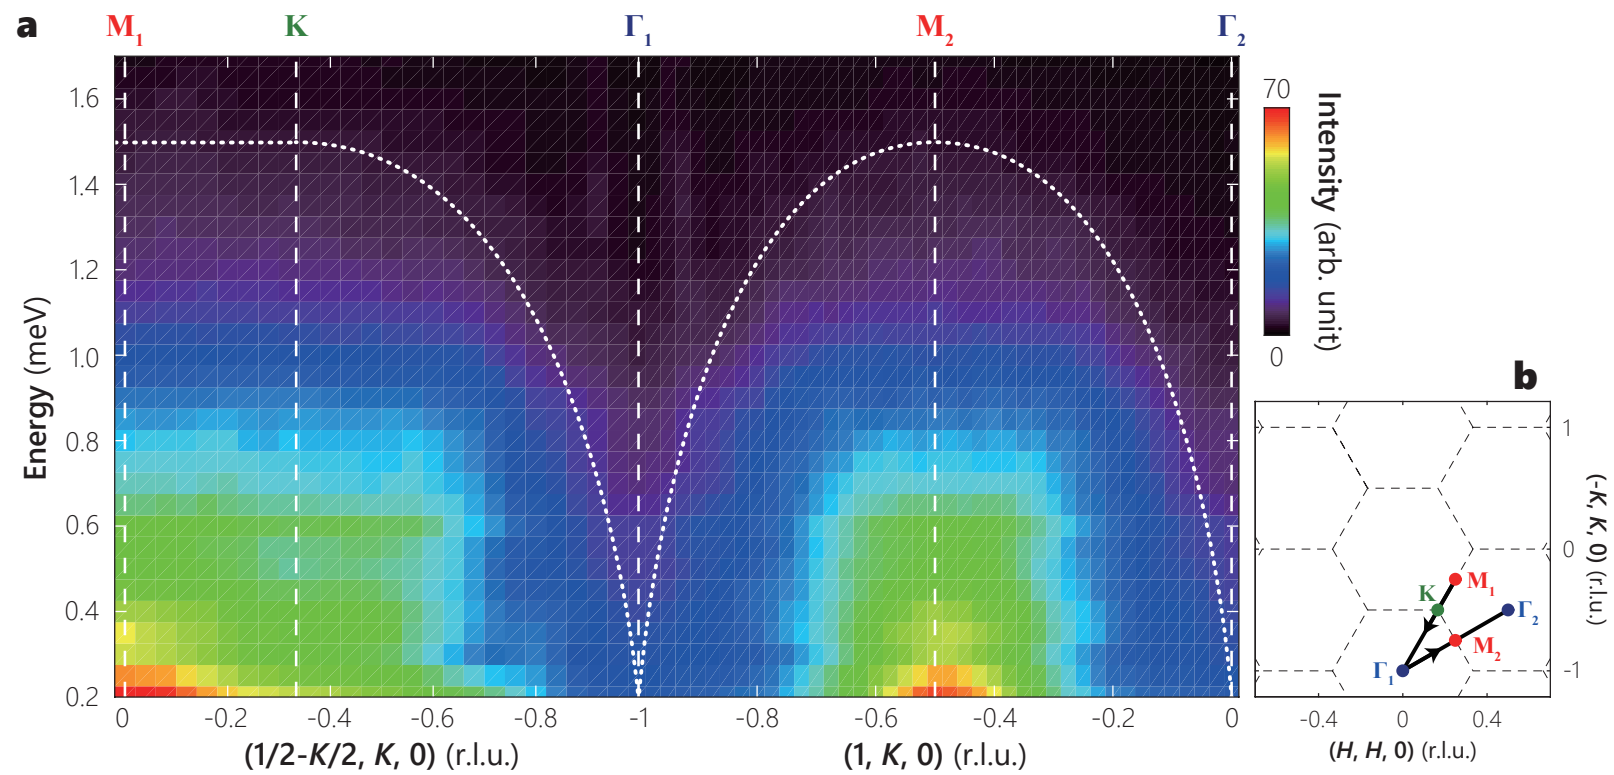 a
M₁ K Γ₁ M₂ Γ₂
Energy (meV)
1.6
1.4
1.2
1.0
0.8
0.6
0.4
0.2
0 -0.2 -0.4 -0.6 -0.8 -1 -0.8 -0.6 -0.4 -0.2 0
(1/2-K/2, K, 0) (r.l.u.) (1, K, 0) (r.l.u.)
70
0
Intensity (arb. unit)
b
1
0
-1
(-K, K, 0) (r.l.u.)
M₁
K
Γ₂
M₂
Γ₁
-0.4 0 0.4
(H, H, 0) (r.l.u.)